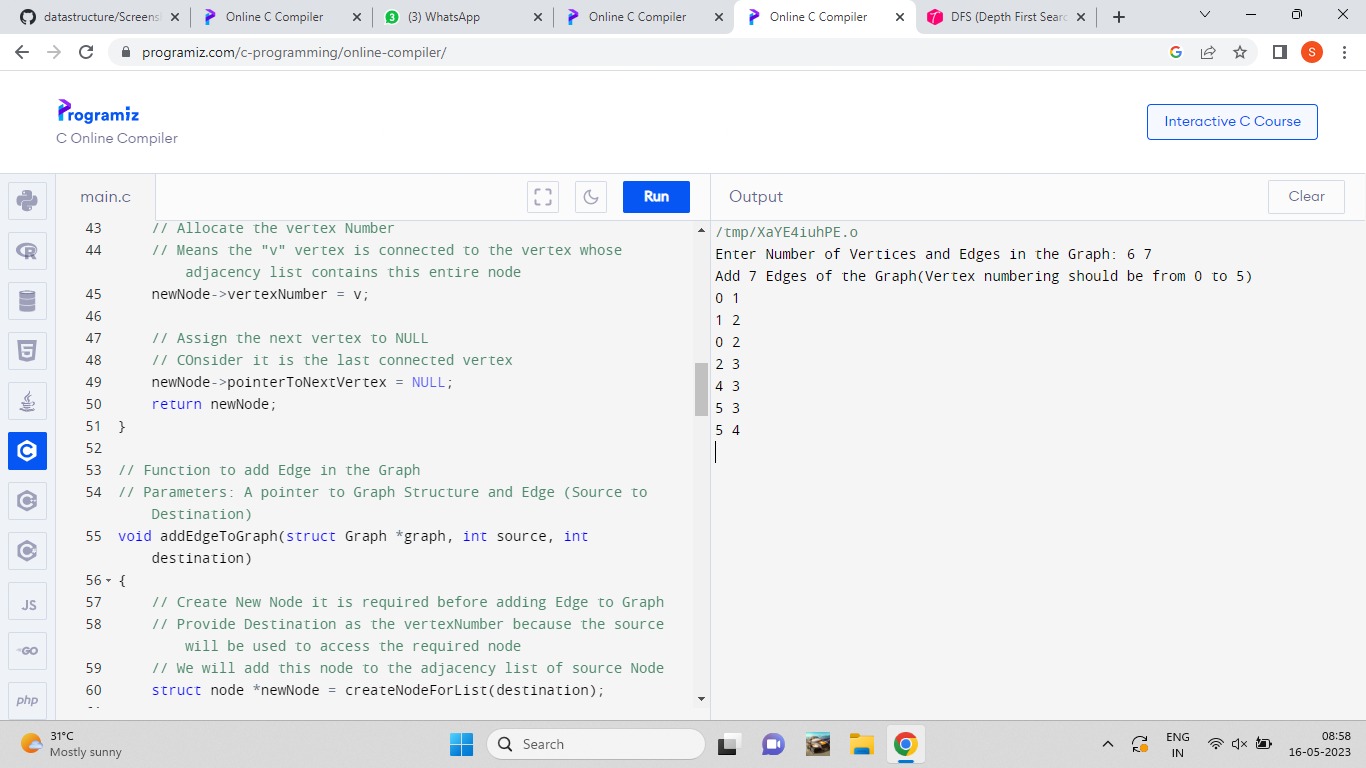 datastructure/Screens
Online C Compiler
(3) WhatsApp
Online C Compiler
Online C Compiler
DFS (Depth First Searc
programiz.com/c-programming/online-compiler/
S
Programiz
C Online Compiler
Interactive C Course
main.c
Run
Output
Clear
43 // Allocate the vertex Number
44 // Means the "v" vertex is connected to the vertex whose
adjacency list contains this entire node
45 newNode->vertexNumber = v;
46
47 // Assign the next vertex to NULL
48 // COnsider it is the last connected vertex
49 newNode->pointerToNextVertex = NULL;
50 return newNode;
51 }
52
53 // Function to add Edge in the Graph
54 // Parameters: A pointer to Graph Structure and Edge (Source to
Destination)
55 void addEdgeToGraph(struct Graph *graph, int source, int
destination)
56 {
57 // Create New Node it is required before adding Edge to Graph
58 // Provide Destination as the vertexNumber because the source
will be used to access the required node
59 // We will add this node to the adjacency list of source Node
60 struct node *newNode = createNodeForList(destination);
/tmp/XaYE4iuhPE.o
Enter Number of Vertices and Edges in the Graph: 6 7
Add 7 Edges of the Graph(Vertex numbering should be from 0 to 5)
0 1
1 2
0 2
2 3
4 3
5 3
5 4
R
5
C
JS
GO
php
31°C
Mostly sunny
Search
ENG
IN
08:58
16-05-2023